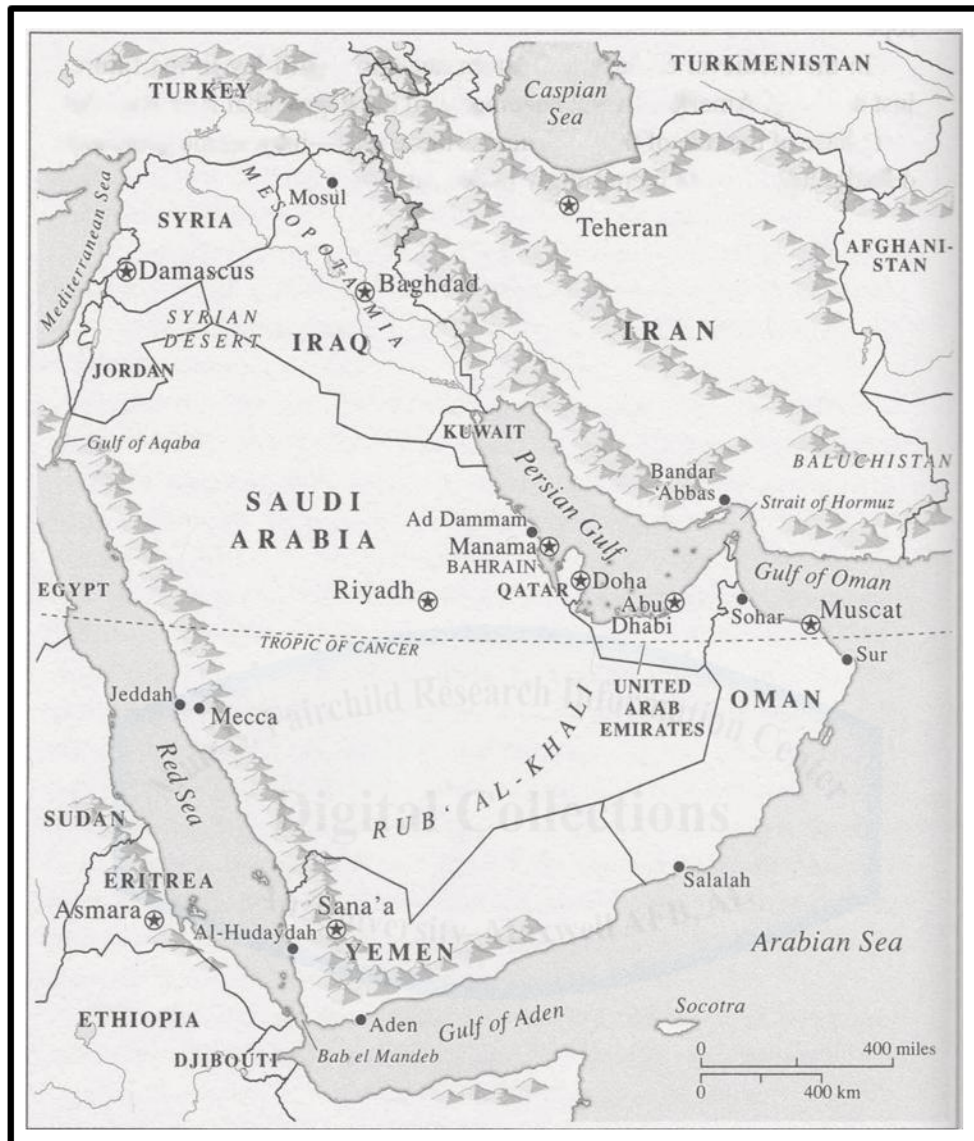 TURKEY
Caspian
Sea
TURKMENISTAN
Mediterranean Sea
MESOPOTAMIA
Mosul
SYRIA
Teheran
AFGHANI-
STAN
Damascus
Baghdad
SYRIAN
DESERT
IRAQ
IRAN
JORDAN
Gulf of Aqaba
KUWAIT
Persian Gulf
Bandar
'Abbas
BALUCHISTAN
Strait of Hormuz
SAUDI
ARABIA
Ad Dammam
Manama
BAHRAIN
QATAR
Doha
Gulf of Oman
EGYPT
Riyadh
Abu
Dhabi
Sohar
Muscat
TROPIC OF CANCER
Sur
Jeddah
Mecca
UNITED
ARAB
EMIRATES
OMAN
Fairchild Research Information Center
Red Sea
RUB' AL-KHALI
Digital Collections
SUDAN
ERITREA
Salalah
Asmara
Sana'a
Al-Hudaydah
YEMEN
Arabian Sea
ETHIOPIA
Aden
Gulf of Aden
Socotra
DJIBOUTI
Bab el Mandeb
0 400 miles
0 400 km